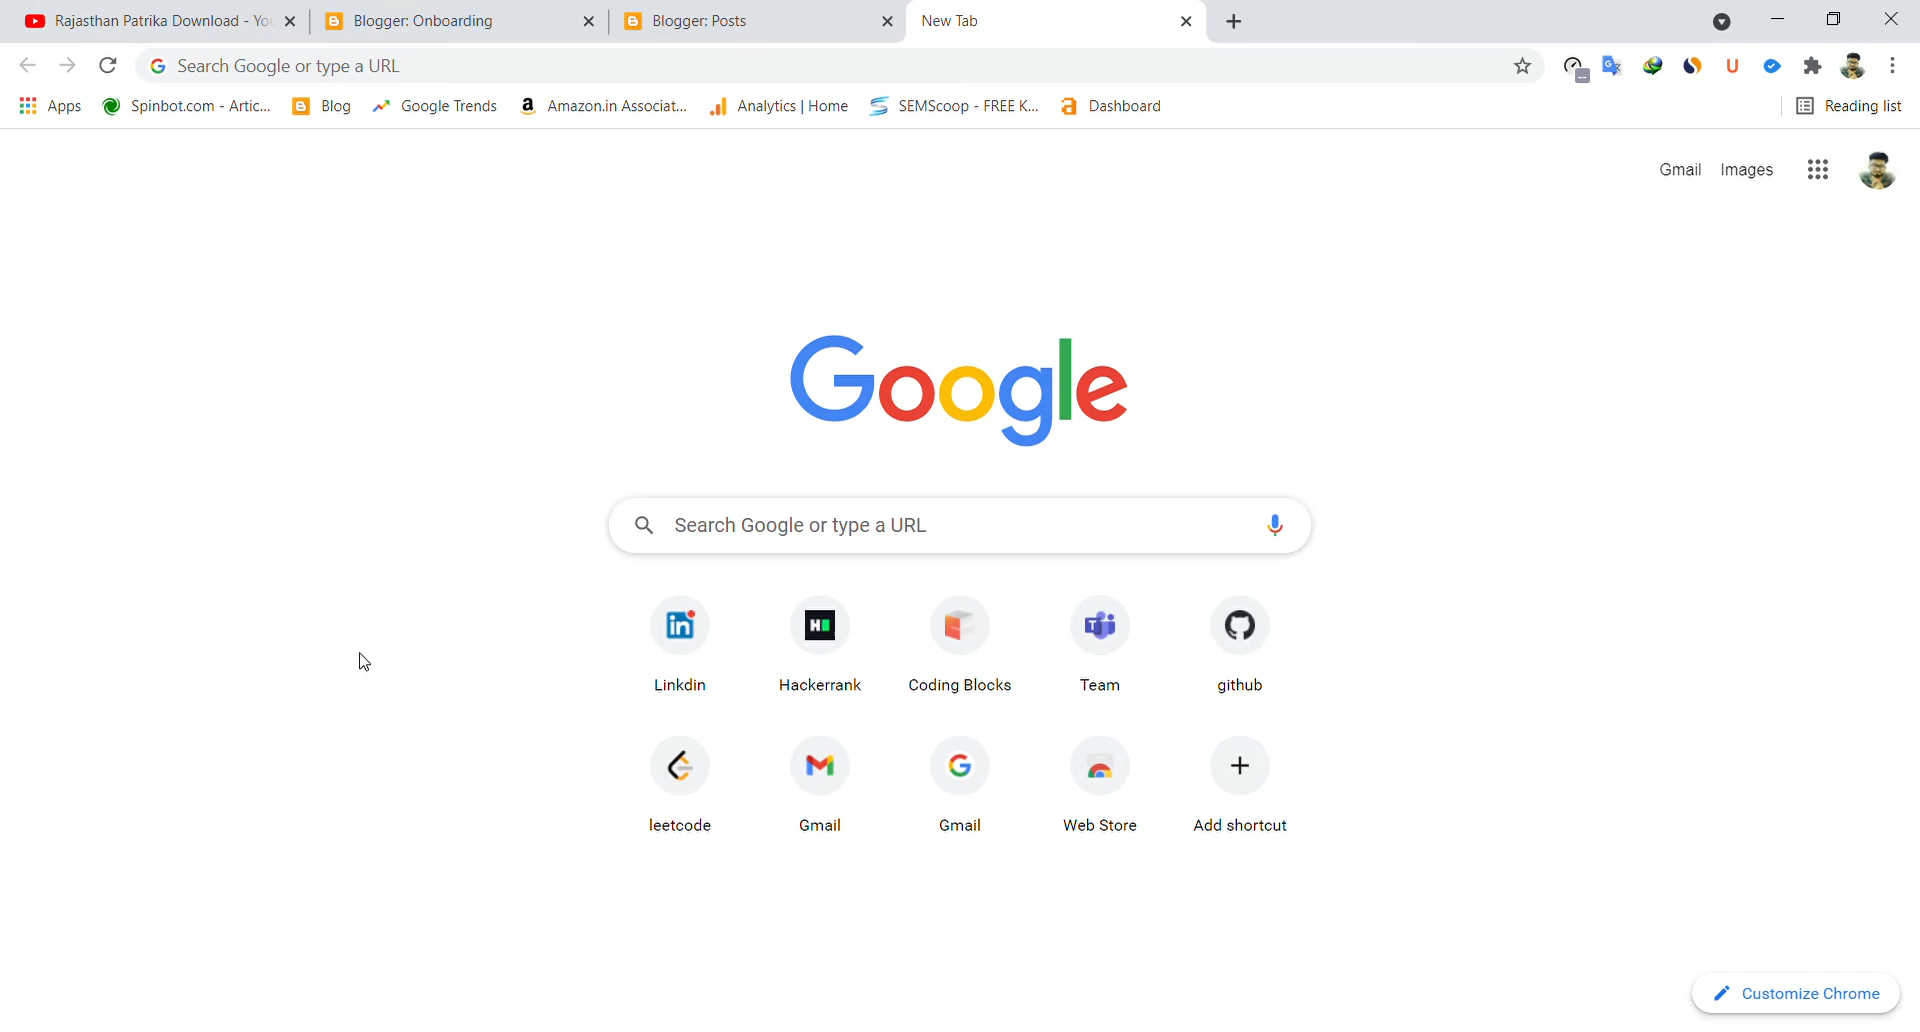 Rajasthan Patrika Download - You
Blogger: Onboarding
Blogger: Posts
New Tab
Search Google or type a URL
Apps
Spinbot.com - Artic...
Blog
Google Trends
Amazon.in Associat...
Analytics | Home
SEMScoop - FREE K...
Dashboard
Reading list
Gmail
Images
Google
Search Google or type a URL
Linkdin
Hackerrank
Coding Blocks
Team
github
leetcode
Gmail
Gmail
Web Store
Add shortcut
Customize Chrome